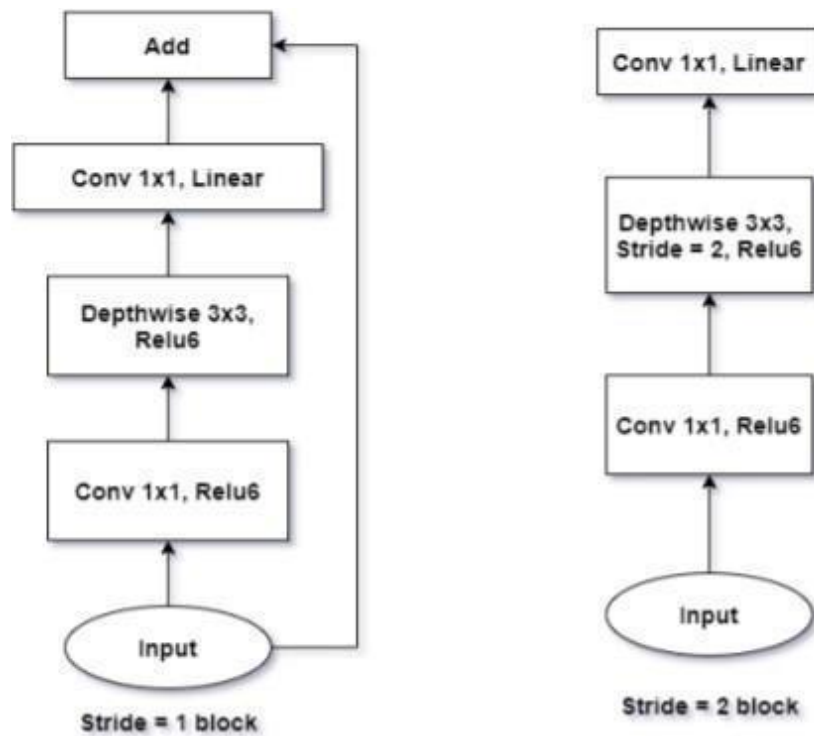 Add
Conv 1x1, Linear
Depthwise 3x3,
Relu6
Conv 1x1, Relu6
Input
Stride = 1 block
Conv 1x1, Linear
Depthwise 3x3,
Stride = 2, Relu6
Conv 1x1, Relu6
Input
Stride = 2 block